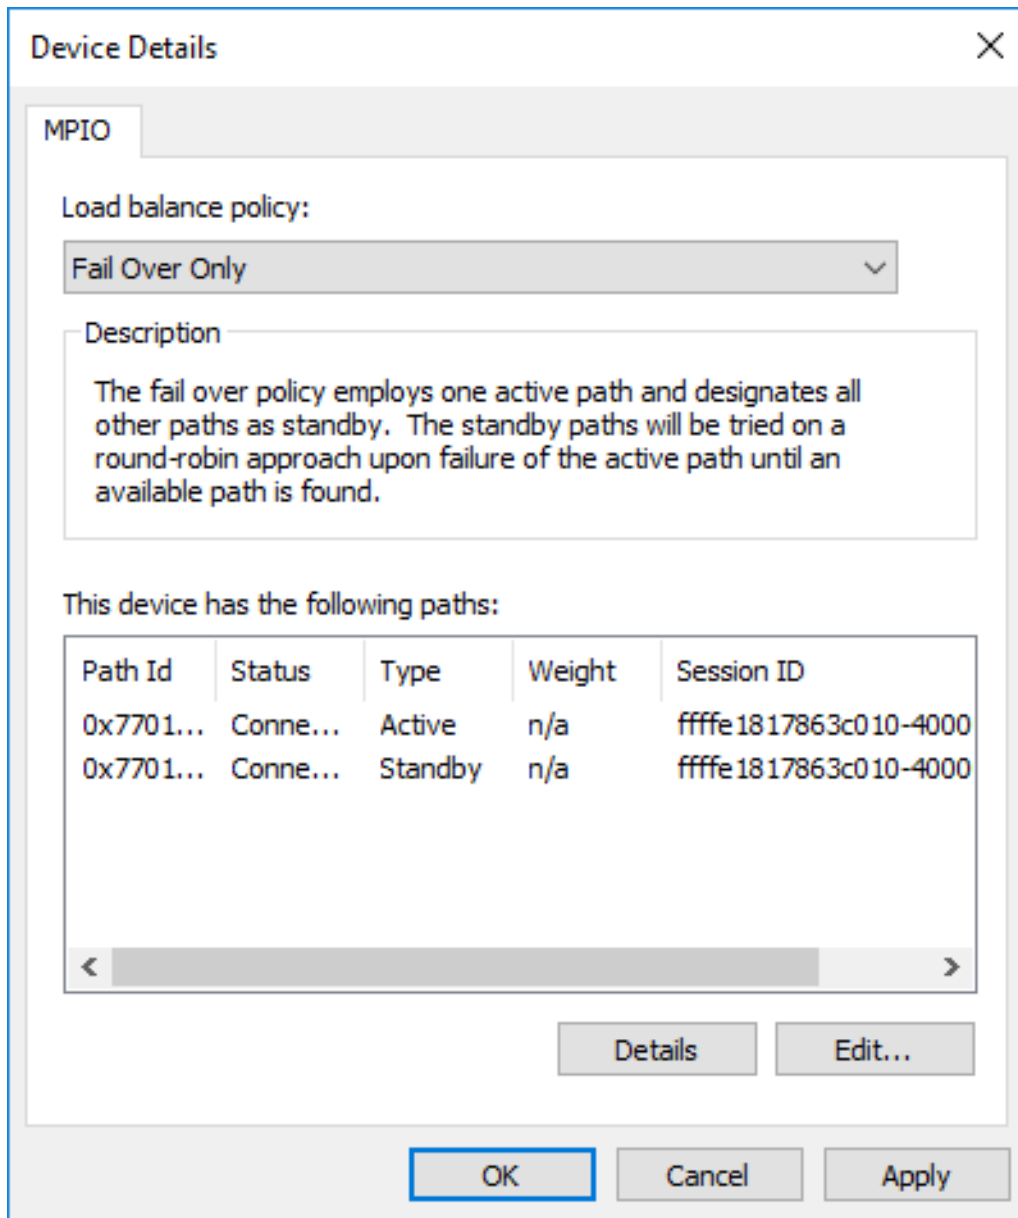 Device Details
MPIO
Load balance policy:
Fail Over Only
Description
The fail over policy employs one active path and designates all
other paths as standby.  The standby paths will be tried on a
round-robin approach upon failure of the active path until an
available path is found.
This device has the following paths:
Path Id Status Type Weight Session ID
0x7701... Conne... Active n/a ffffe1817863c010-4000
0x7701... Conne... Standby n/a ffffe1817863c010-4000
Details Edit...
OK Cancel Apply